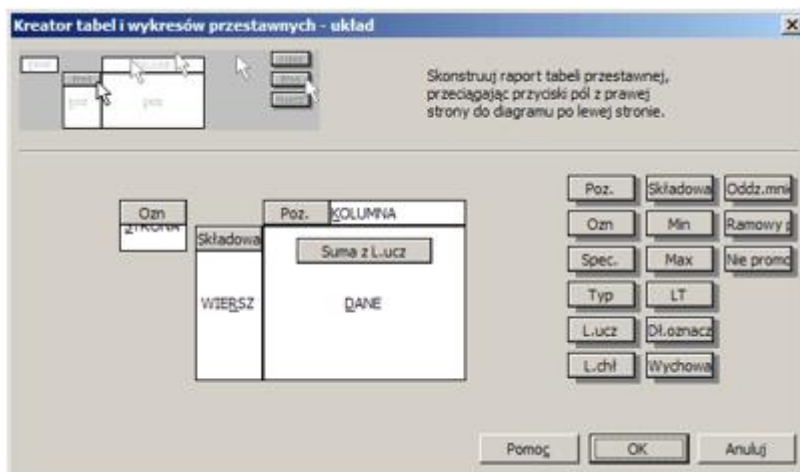 Kreator tabel i wykresów przestawnych - układ
Skonstruuj raport tabeli przestawnej,
przeciągając przyciski pól z prawej
strony do diagramu po lewej stronie.
Ozn
STRONA
Poz.
KOLUMNA
Składowa
Suma z L.ucz
WIERSZ
DANE
Poz. Składowa Oddz.mni
Ozn Min Ramowy p
Spec. Max Nie promo
Typ LT
L.ucz Dł.oznacz
L.chł Wychowa
Pomoc OK Anuluj